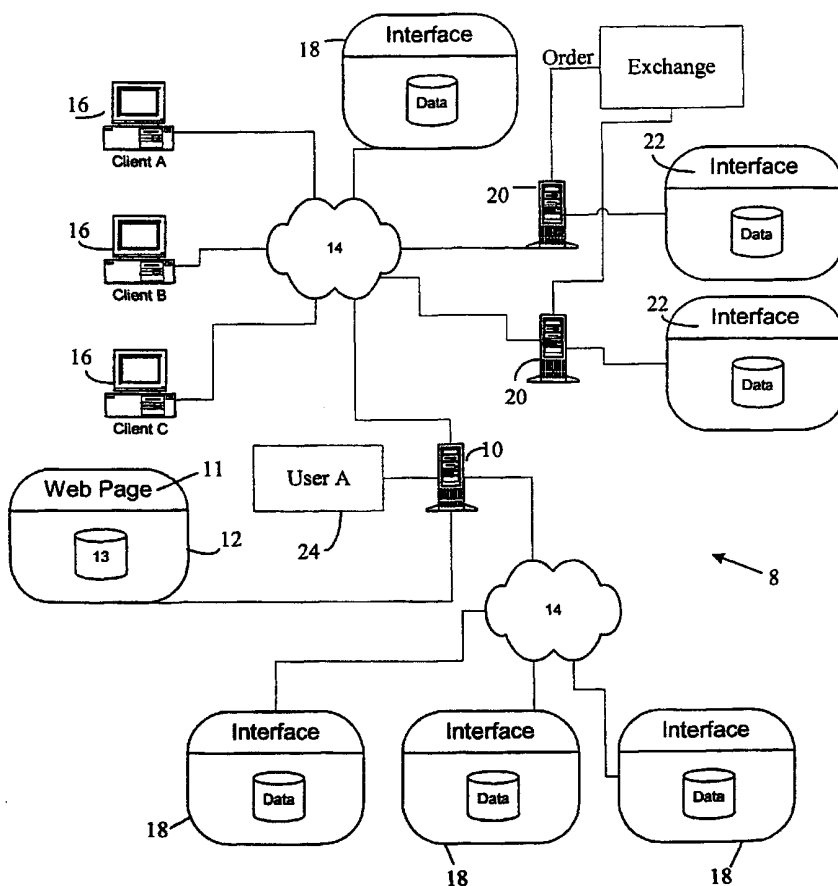 18
Interface
Data
Order
Exchange
16
Client A
22
Interface
Data
20
16
Client B
14
22
Interface
Data
20
16
Client C
10
11
Web Page
User A
12
13
24
8
14
Interface
Data
18
Interface
Data
18
Interface
Data
18